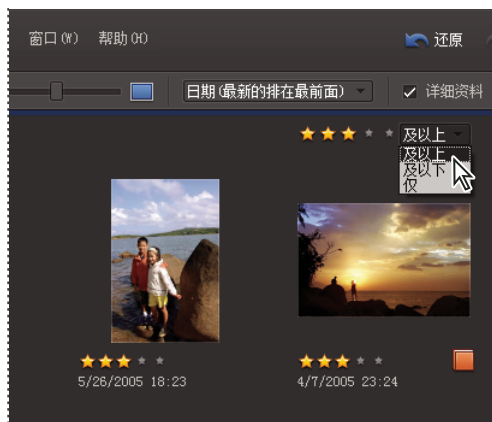 窗口(W) 帮助(H) 还原
日期(最新的排在最前面) 详细资料
及以上
及以上
及以下
仅
5/26/2005 18:23 4/7/2005 23:24